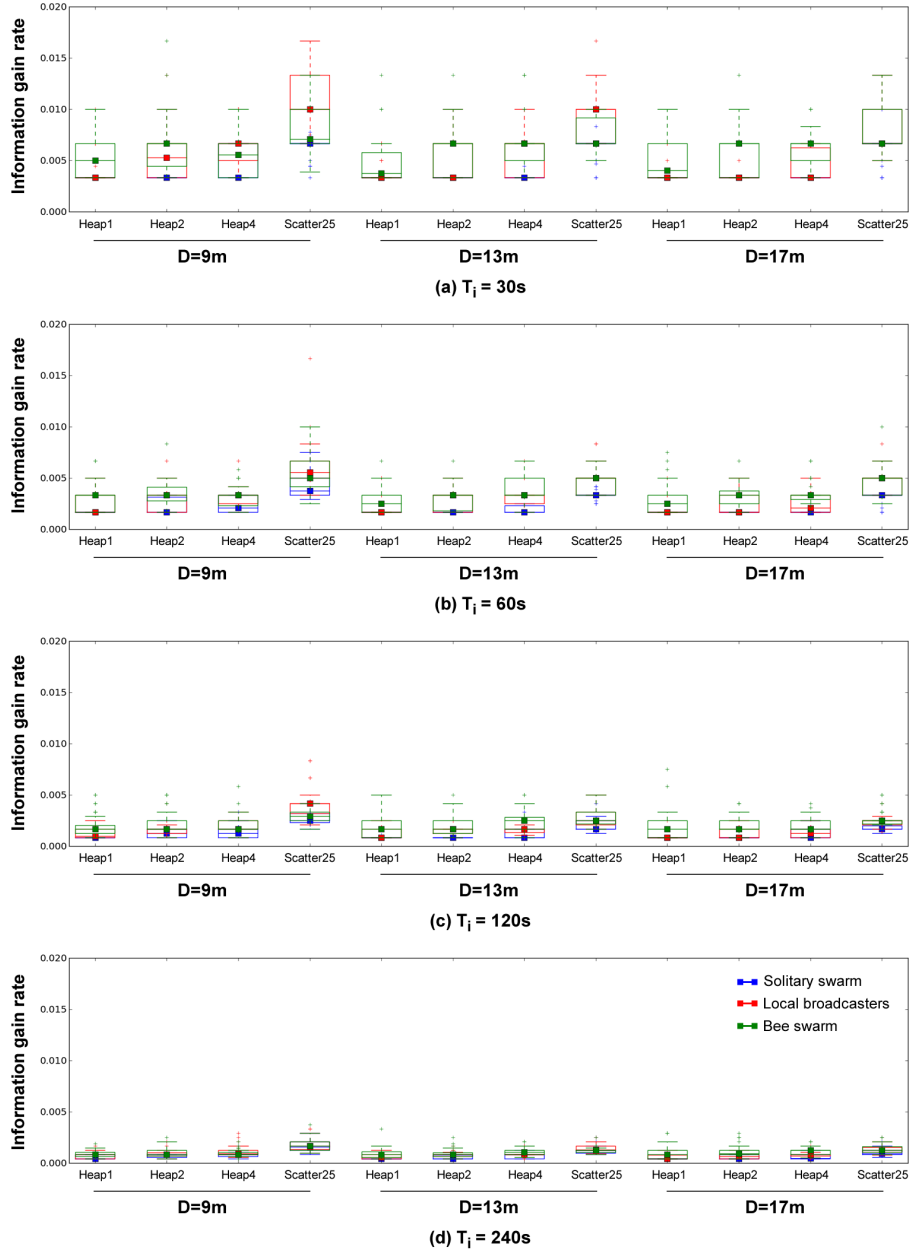 0.020
0.015
0.010
0.005
0.000
Information gain rate
Heap1 Heap2 Heap4 Scatter25 Heap1 Heap2 Heap4 Scatter25 Heap1 Heap2 Heap4 Scatter25
D=9m D=13m D=17m
(a) Ti = 30s
0.020
0.015
0.010
0.005
0.000
Information gain rate
Heap1 Heap2 Heap4 Scatter25 Heap1 Heap2 Heap4 Scatter25 Heap1 Heap2 Heap4 Scatter25
D=9m D=13m D=17m
(b) Ti = 60s
0.020
0.015
0.010
0.005
0.000
Information gain rate
Heap1 Heap2 Heap4 Scatter25 Heap1 Heap2 Heap4 Scatter25 Heap1 Heap2 Heap4 Scatter25
D=9m D=13m D=17m
(c) Ti = 120s
0.020
0.015
0.010
0.005
0.000
Information gain rate
Solitary swarm
Local broadcasters
Bee swarm
Heap1 Heap2 Heap4 Scatter25 Heap1 Heap2 Heap4 Scatter25 Heap1 Heap2 Heap4 Scatter25
D=9m D=13m D=17m
(d) Ti = 240s